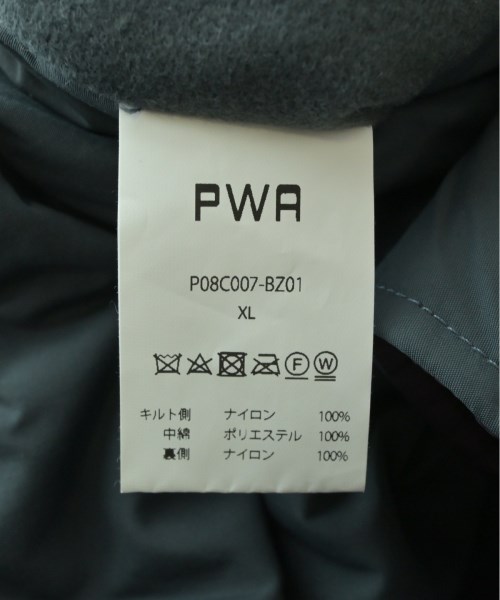 PWA
P08C007-BZ01
XL
F W
キルト側 ナイロン 100%
中綿 ポリエステル 100%
裏側 ナイロン 100%